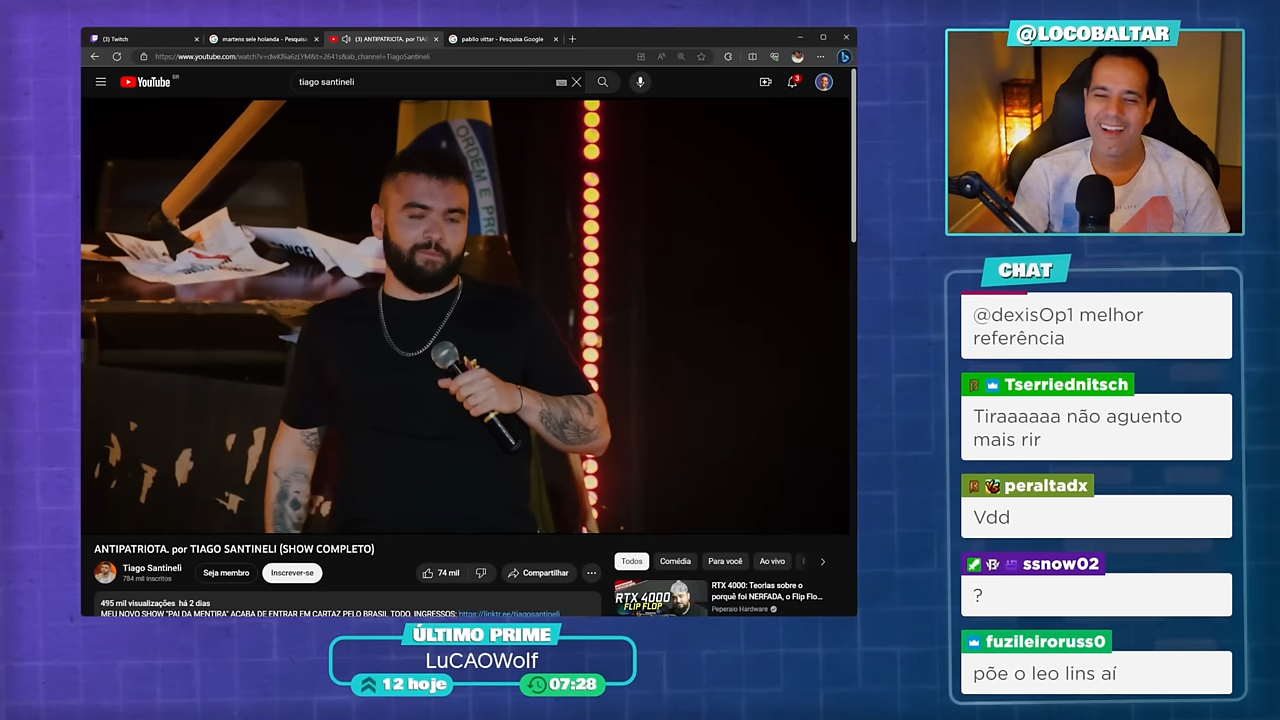 (3) Twitch
martens sele holanda - Pesquisa
(3) ANTIPATRIOTA. por TIAG
pabllo vittar - Pesquisa Google
https://www.youtube.com/watch?v=dwKf6a6zLYM&t=2641s&ab_channel=TiagoSantineli
YouTube BR
tiago santineli
3
ORDEM E PRO
ANTIPATRIOTA. por TIAGO SANTINELI (SHOW COMPLETO)
Tiago Santineli
784 mil inscritos
Seja membro
Inscrever-se
74 mil
Compartilhar
495 mil visualizações há 2 dias
MEU NOVO SHOW "PAI DA MENTIRA" ACABA DE ENTRAR EM CARTAZ PELO BRASIL TODO. INGRESSOS: https://linktr.ee/tiagosantineli
Todos
Comédia
Para você
Ao vivo
RTX 4000
FLIP FLOP
RTX 4000: Teorias sobre o
porquê foi NERFADA, o Flip Flo...
Peperaio Hardware
ÚLTIMO PRIME
LuCAOWolf
12 hoje
07:28
@LOCOBALTAR
CHAT
@dexisOp1 melhor
referência
Tserriednitsch
Tiraaaaaa não aguento
mais rir
peraltadx
Vdd
ssnow02
?
fuzileiroruss0
põe o leo lins aí